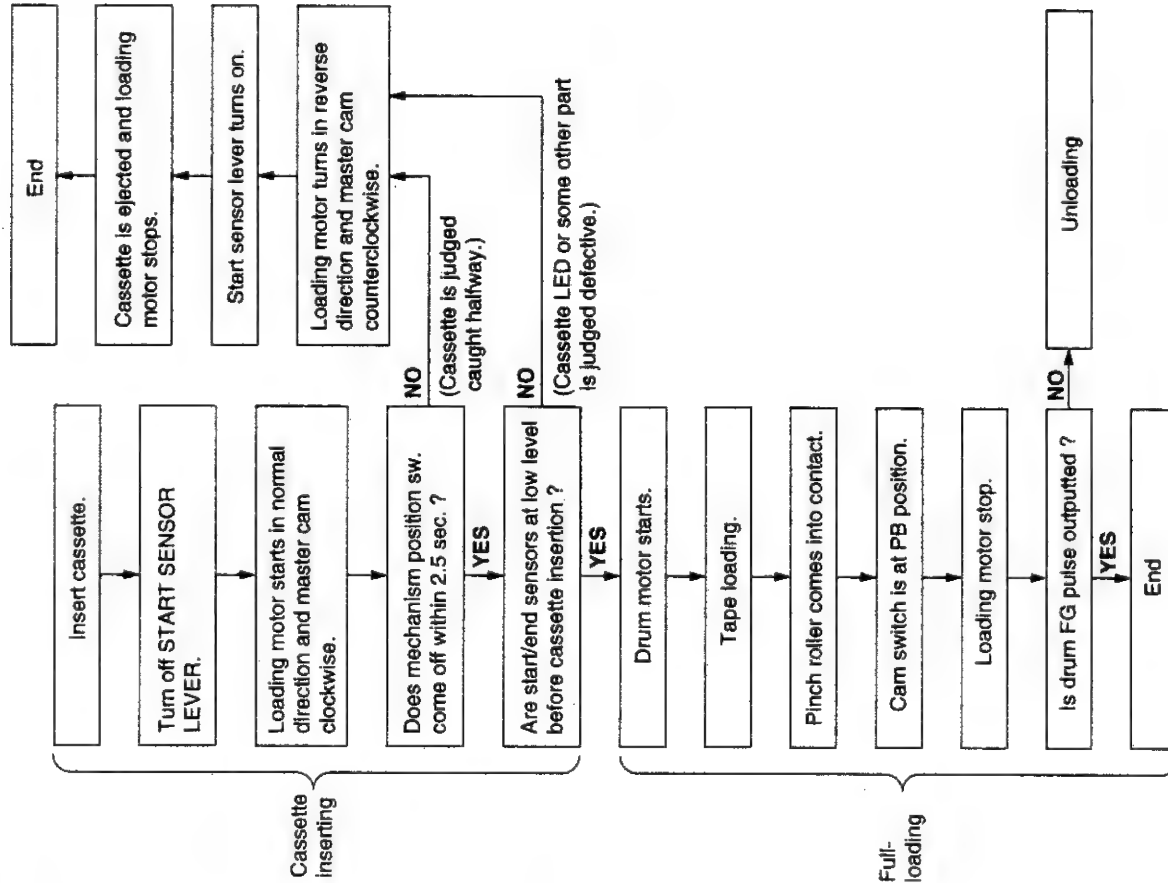 Cassette
inserting
Insert cassette.
Turn off START SENSOR
LEVER.
Loading motor starts in normal
direction and master cam
clockwise.
Does mechanism position sw.
come off within 2.5 sec. ?
NO
(Cassette is judged
caught halfway.)
YES
Are start/end sensors at low level
before cassette insertion ?
NO
(Cassette LED or some other part
is judged defective.)
YES
Loading motor turns in reverse
direction and master cam
counterclockwise.
Start sensor lever turns on.
Cassette is ejected and loading
motor stops.
End
Full-
loading
Drum motor starts.
Tape loading.
Pinch roller comes into contact.
Cam switch is at PB position.
Loading motor stop.
Is drum FG pulse outputted ?
NO
Unloading
YES
End